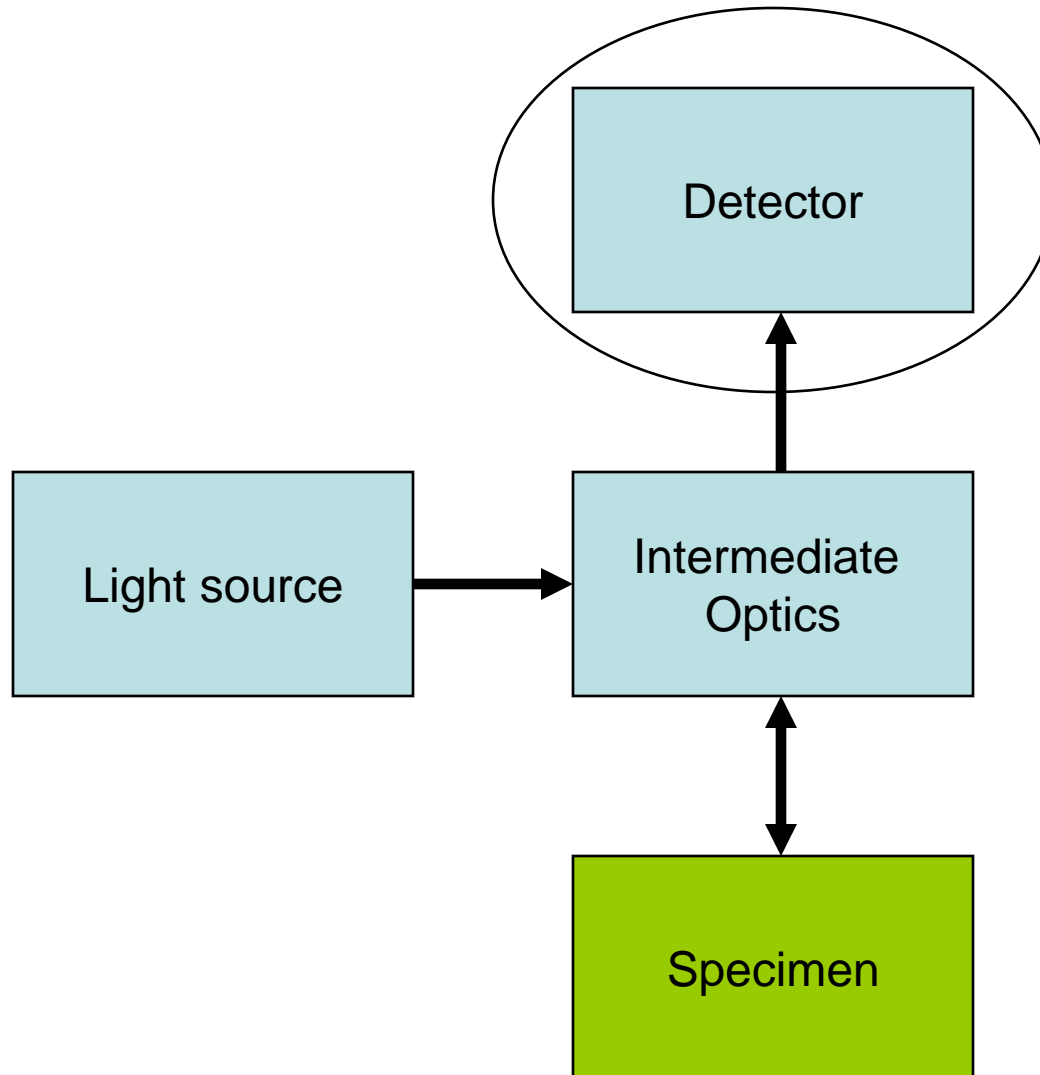 Detector
Light source
Intermediate
Optics
Specimen